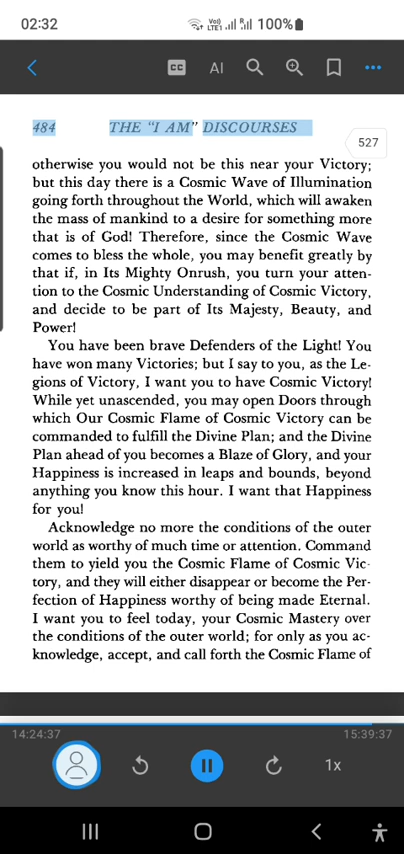 02:32
Vo)) LTE1 R 100%
CC AI
484 THE "I AM" DISCOURSES
527
otherwise you would not be this near your Victory;
but this day there is a Cosmic Wave of Illumination
going forth throughout the World, which will awaken
the mass of mankind to a desire for something more
that is of God! Therefore, since the Cosmic Wave
comes to bless the whole, you may benefit greatly by
that if, in Its Mighty Onrush, you turn your atten-
tion to the Cosmic Understanding of Cosmic Victory,
and decide to be part of Its Majesty, Beauty, and
Power!
You have been brave Defenders of the Light! You
have won many Victories; but I say to you, as the Le-
gions of Victory, I want you to have Cosmic Victory!
While yet unascended, you may open Doors through
which Our Cosmic Flame of Cosmic Victory can be
commanded to fulfill the Divine Plan; and the Divine
Plan ahead of you becomes a Blaze of Glory, and your
Happiness is increased in leaps and bounds, beyond
anything you know this hour. I want that Happiness
for you!
Acknowledge no more the conditions of the outer
world as worthy of much time or attention. Command
them to yield you the Cosmic Flame of Cosmic Vic-
tory, and they will either disappear or become the Per-
fection of Happiness worthy of being made Eternal.
I want you to feel today, your Cosmic Mastery over
the conditions of the outer world; for only as you ac-
knowledge, accept, and call forth the Cosmic Flame of
14:24:37 15:39:37
1x